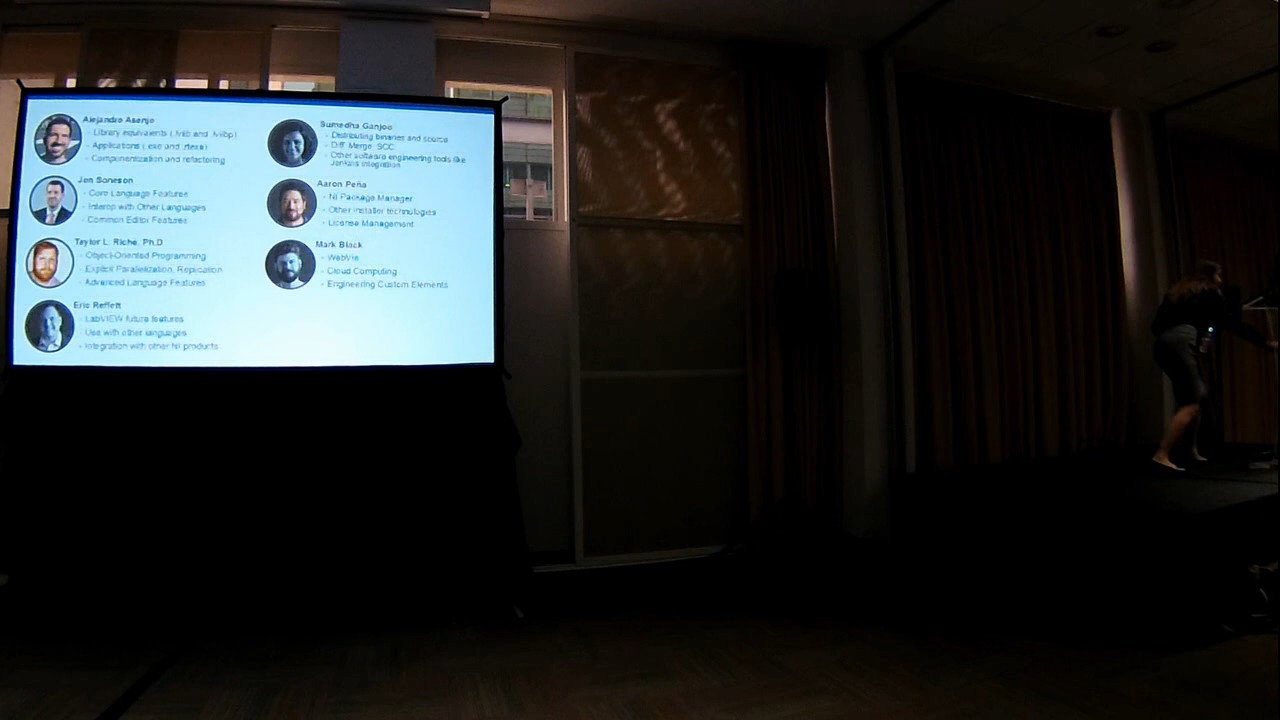 Alejandro Asenjo
- Library equivalents (.lvlib and .lvlibp)
- Applications (.exe and .rtexe)
- Componentization and refactoring
Jon Soneson
- Core Language Features
- Interop with Other Languages
- Common Editor Features
Taylor L. Riché, Ph.D
- Object-Oriented Programming
Explicit Parallelization, Replication
- Advanced Language Features
Eric Reffett
- LabVIEW future features
Use with other languages
- Integration with other NI products
Sumedha Ganjoo
- Distributing binaries and source
- Diff, Merge, SCC
- Other software engineering tools like
Jenkins integration
Aaron Peña
- NI Package Manager
- Other installer technologies
- License Management
Mark Black
- WebVIs
- Cloud Computing
- Engineering Custom Elements